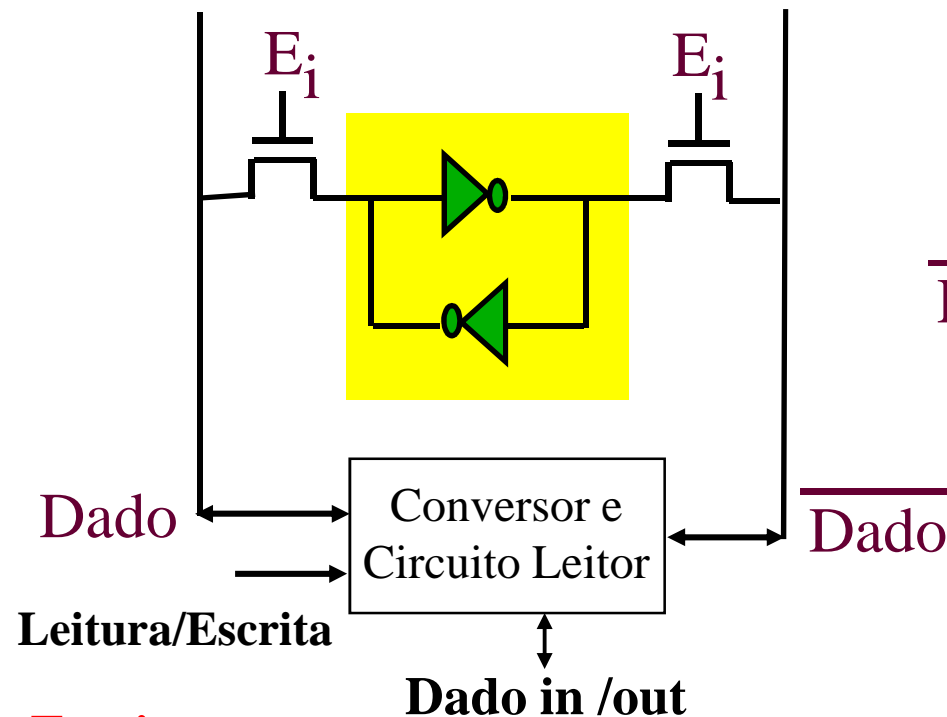 Ei
Ei
Dado
Conversor e
Circuito Leitor
Dado
Leitura/Escrita
Dado in /out